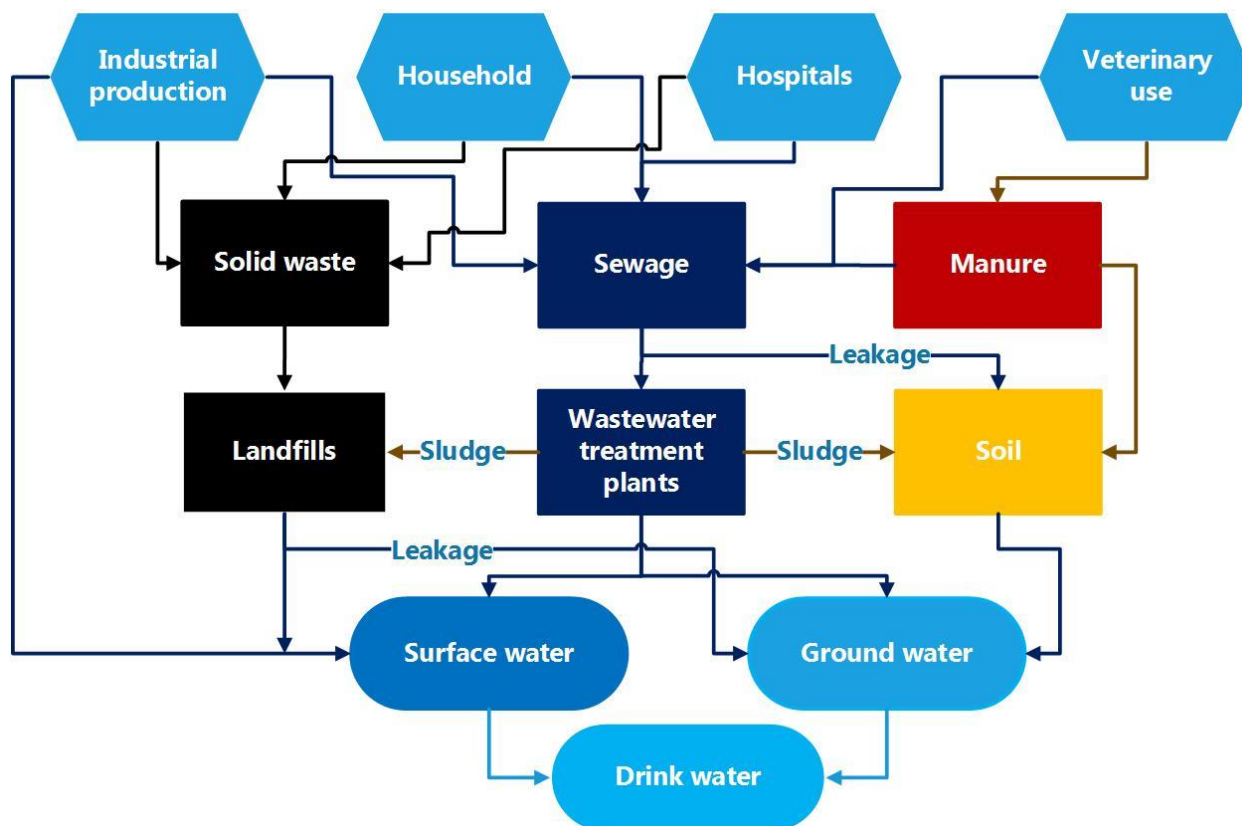 Industrial
production
Household
Hospitals
Veterinary
use
Solid waste
Sewage
Manure
Leakage
Landfills
Sludge
Wastewater
treatment
plants
Sludge
Soil
Leakage
Surface water
Ground water
Drink water